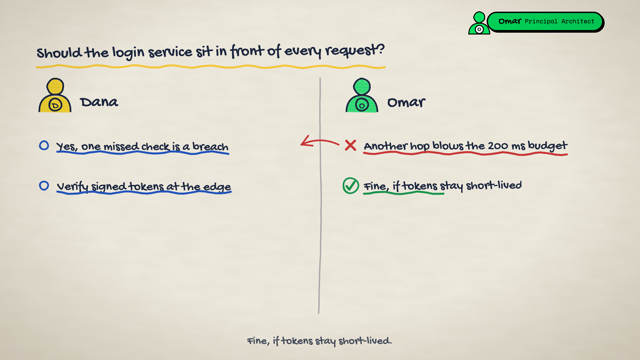 Omar Principal Architect
Should the login service sit in front of every request?
D
Dana
Yes, one missed check is a breach
Verify signed tokens at the edge
O
Omar
Another hop blows the 200 ms budget
Fine, if tokens stay short-lived
Fine, if tokens stay short-lived.